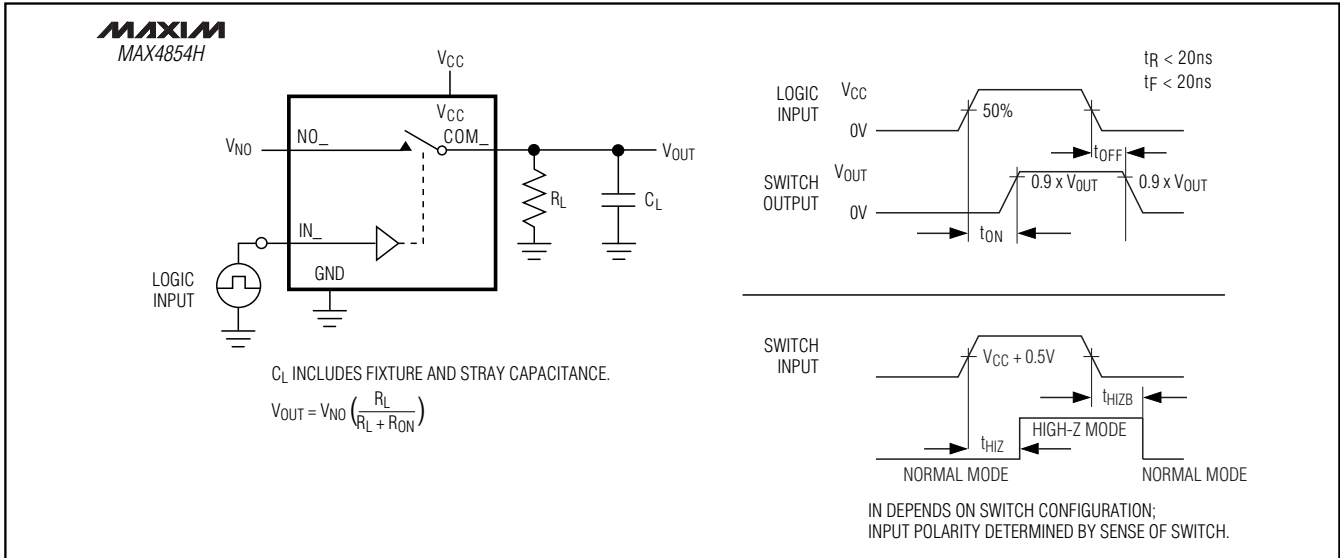 MAXIM
MAX4854H
VCC
VCC
NO_
COM_
VNO
VOUT
RL
CL
IN_
GND
LOGIC
INPUT
CL INCLUDES FIXTURE AND STRAY CAPACITANCE.
VOUT = VNO (RL / RL + RON)
tR < 20ns
tF < 20ns
LOGIC
INPUT
VCC
50%
0V
tOFF
SWITCH
OUTPUT
VOUT
0.9 x VOUT
0.9 x VOUT
0V
tON
SWITCH
INPUT
VCC + 0.5V
tHIZB
HIGH-Z MODE
tHIZ
NORMAL MODE
NORMAL MODE
IN DEPENDS ON SWITCH CONFIGURATION;
INPUT POLARITY DETERMINED BY SENSE OF SWITCH.